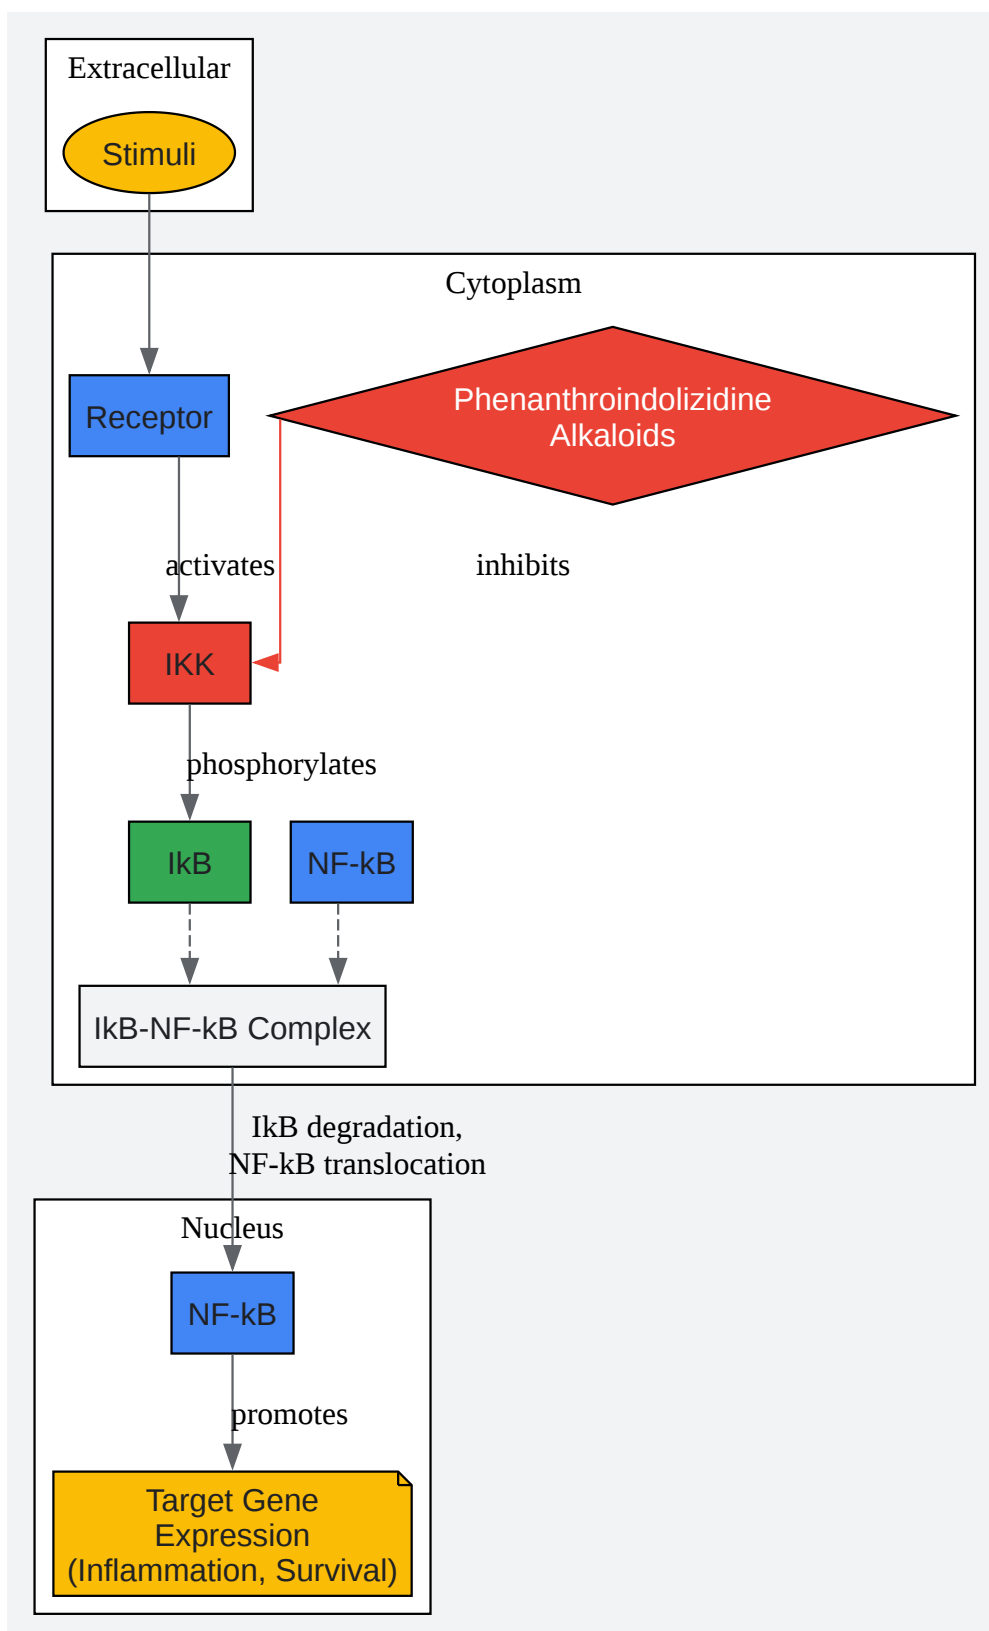 Extracellular
Stimuli
Cytoplasm
Phenanthroindolizidine
Alkaloids
Receptor
activates
inhibits
IKK
phosphorylates
IkB
NF-kB
IkB-NF-kB Complex
IkB degradation,
NF-kB translocation
Nucleus
NF-kB
promotes
Target Gene
Expression
(Inflammation, Survival)